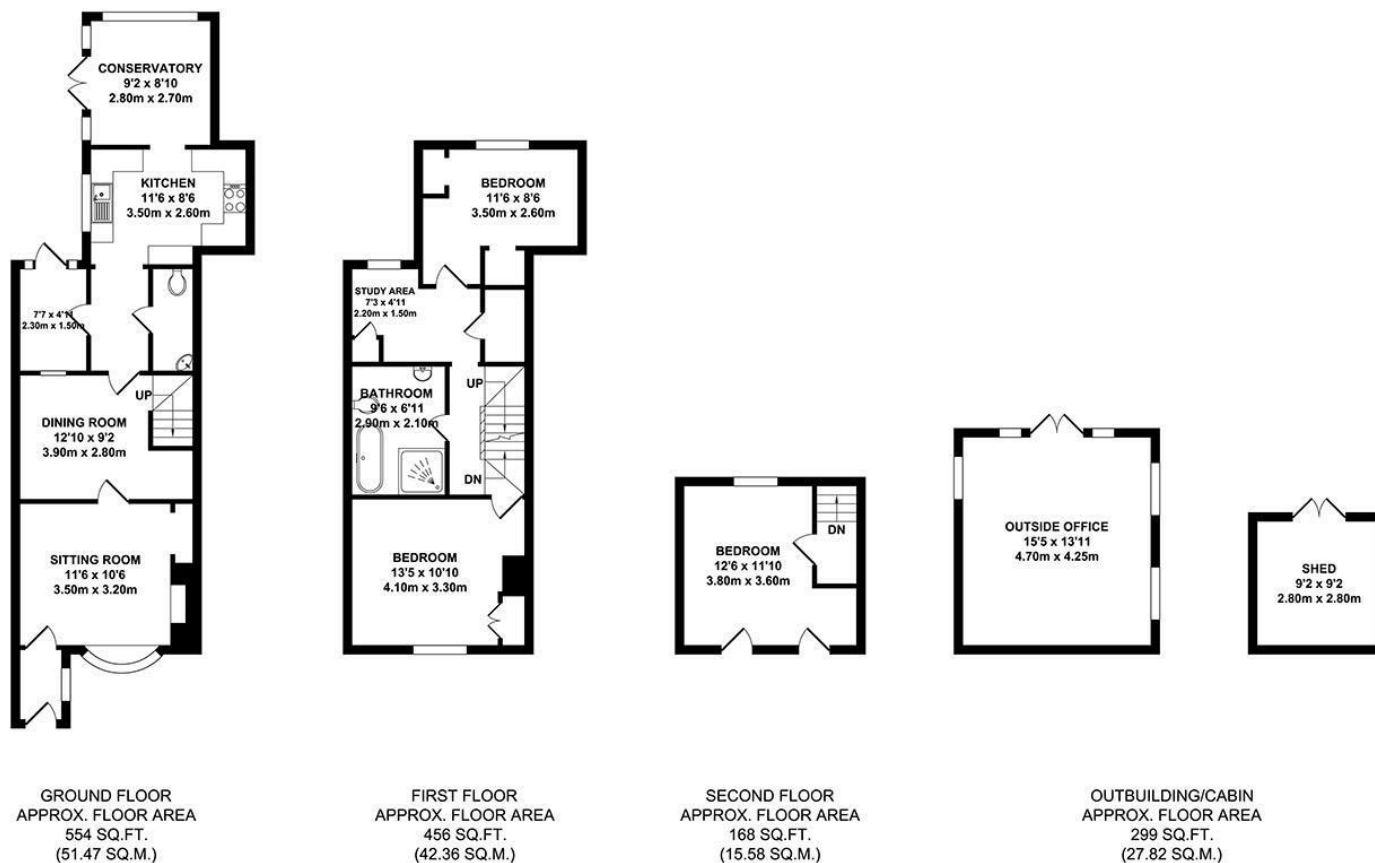 CONSERVATORY
9'2 x 8'10
2.80m x 2.70m
KITCHEN
11'6 x 8'6
3.50m x 2.60m
7'7 x 4'11
2.30m x 1.50m
UP
DINING ROOM
12'10 x 9'2
3.90m x 2.80m
SITTING ROOM
11'6 x 10'6
3.50m x 3.20m
GROUND FLOOR
APPROX. FLOOR AREA
554 SQ.FT.
(51.47 SQ.M.)
BEDROOM
11'6 x 8'6
3.50m x 2.60m
STUDY AREA
7'3 x 4'11
2.20m x 1.50m
UP
BATHROOM
9'6 x 6'11
2.90m x 2.10m
DN
BEDROOM
13'5 x 10'10
4.10m x 3.30m
FIRST FLOOR
APPROX. FLOOR AREA
456 SQ.FT.
(42.36 SQ.M.)
DN
BEDROOM
12'6 x 11'10
3.80m x 3.60m
SECOND FLOOR
APPROX. FLOOR AREA
168 SQ.FT.
(15.58 SQ.M.)
OUTSIDE OFFICE
15'5 x 13'11
4.70m x 4.25m
SHED
9'2 x 9'2
2.80m x 2.80m
OUTBUILDING/CABIN
APPROX. FLOOR AREA
299 SQ.FT.
(27.82 SQ.M.)